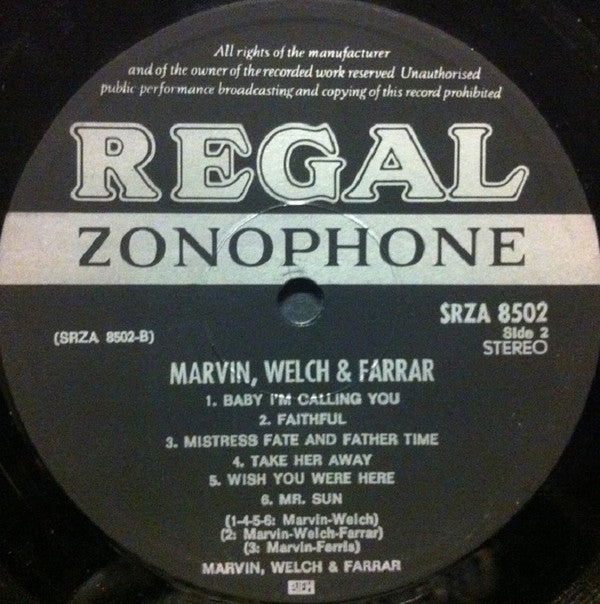 All rights of the manufacturer
and of the owner of the recorded work reserved Unauthorised
public performance broadcasting and copying of this record prohibited
REGAL
ZONOPHONE
SRZA 8502
(SRZA 8502-B)
Side 2
STEREO
MARVIN, WELCH & FARRAR
1. BABY I'M CALLING YOU
2. FAITHFUL
3. MISTRESS FATE AND FATHER TIME
4. TAKE HER AWAY
5. WISH YOU WERE HERE
6. MR. SUN
(1-4-5-6: Marvin-Welch)
(2: Marvin-Welch-Farrar)
(3: Marvin-Ferris)
MARVIN, WELCH & FARRAR